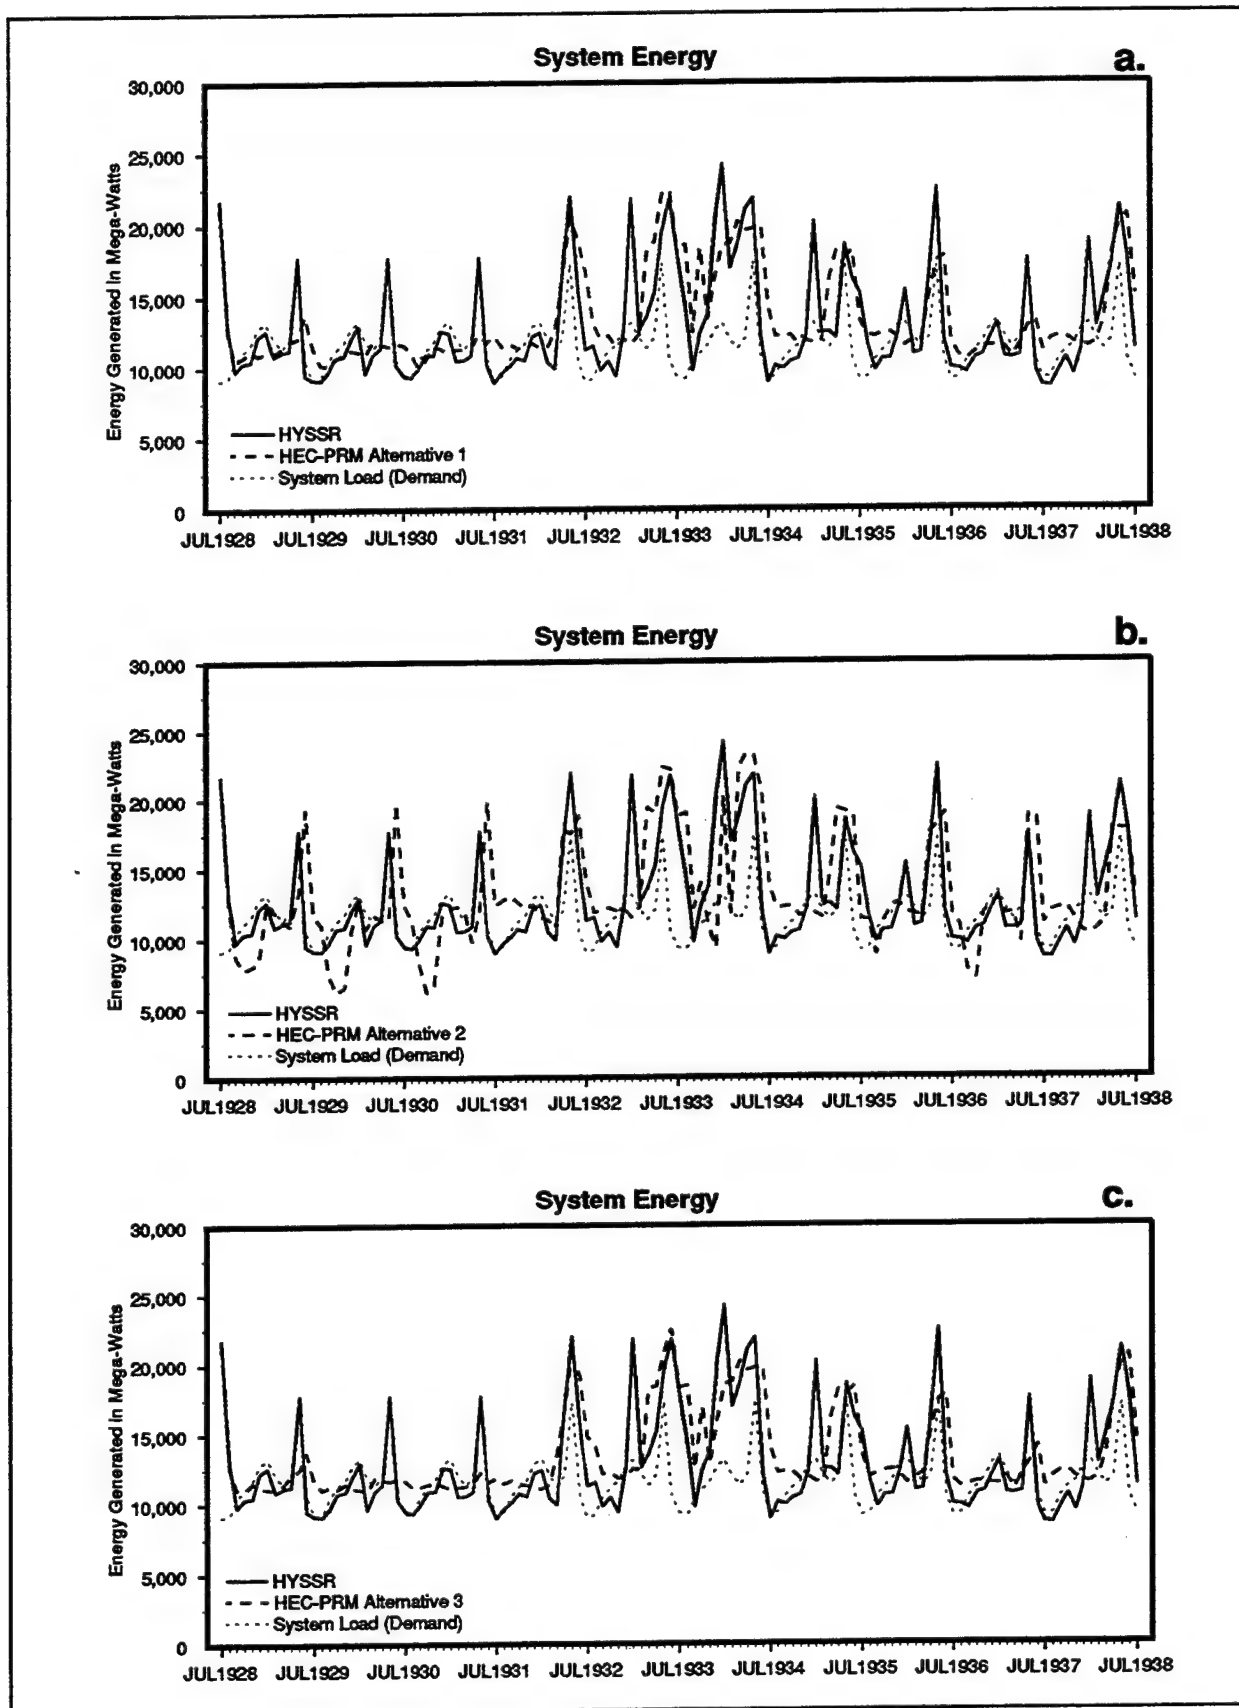 System Energy
a.
30,000
25,000
20,000
15,000
10,000
5,000
0
Energy Generated In Mega-Watts
HYSSR
HEC-PRM Alternative 1
System Load (Demand)
JUL1928 JUL1929 JUL1930 JUL1931 JUL1932 JUL1933 JUL1934 JUL1935 JUL1936 JUL1937 JUL1938
System Energy
b.
30,000
25,000
20,000
15,000
10,000
5,000
0
Energy Generated In Mega-Watts
HYSSR
HEC-PRM Alternative 2
System Load (Demand)
JUL1928 JUL1929 JUL1930 JUL1931 JUL1932 JUL1933 JUL1934 JUL1935 JUL1936 JUL1937 JUL1938
System Energy
c.
30,000
25,000
20,000
15,000
10,000
5,000
0
Energy Generated In Mega-Watts
HYSSR
HEC-PRM Alternative 3
System Load (Demand)
JUL1928 JUL1929 JUL1930 JUL1931 JUL1932 JUL1933 JUL1934 JUL1935 JUL1936 JUL1937 JUL1938